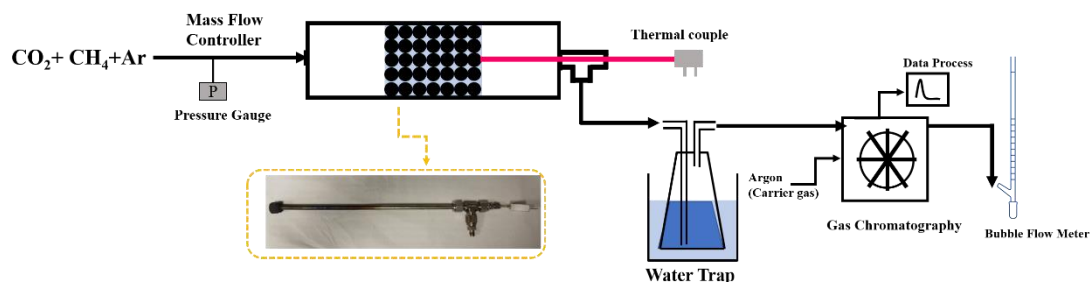 Mass Flow
Controller
CO₂+ CH₄+Ar
P
Pressure Gauge
Thermal couple
Data Process
Argon
(Carrier gas)
Gas Chromatography
Bubble Flow Meter
Water Trap